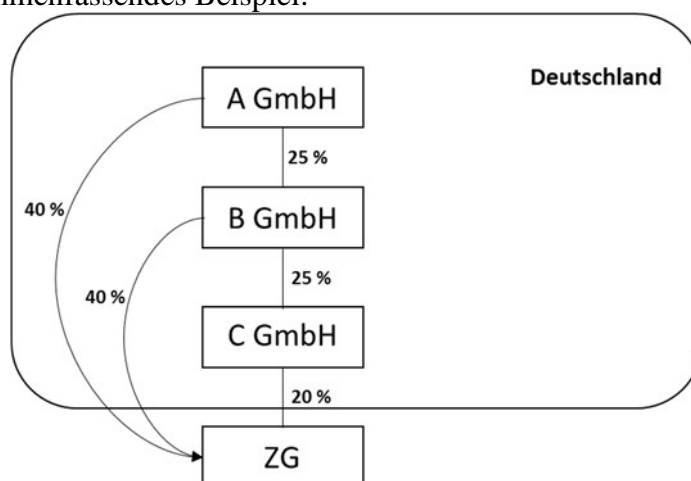 Deutschland
A GmbH
25 %
40 %
B GmbH
25 %
40 %
C GmbH
20 %
ZG